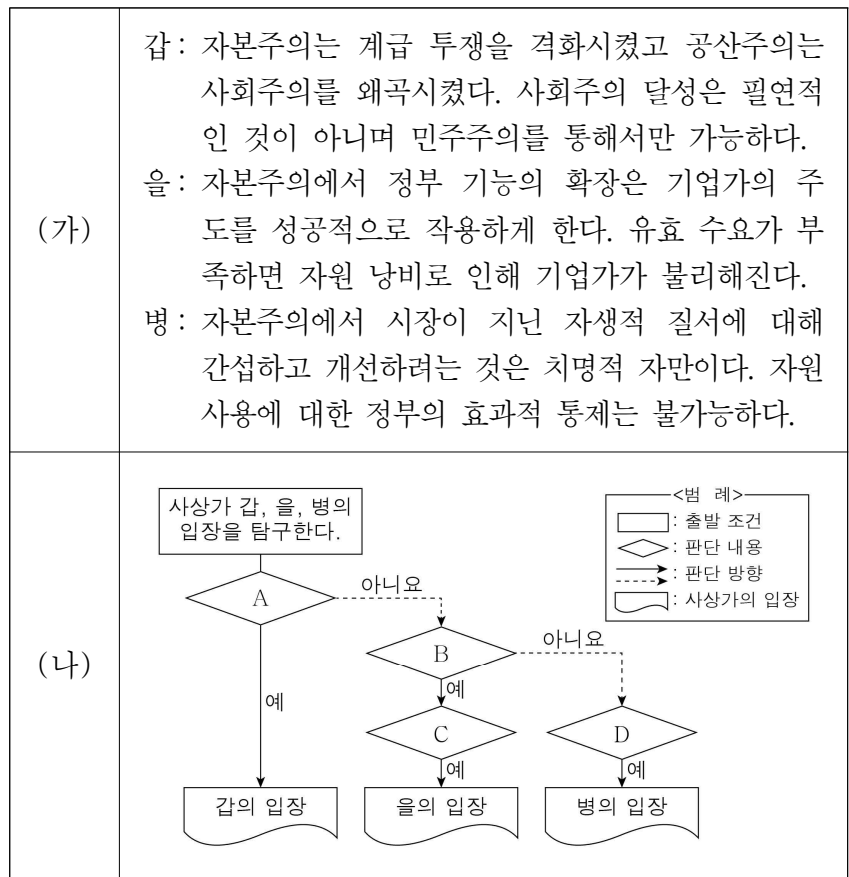 갑: 자본주의는 계급 투쟁을 격화시켰고 공산주의는
사회주의를 왜곡시켰다. 사회주의 달성은 필연적
인 것이 아니며 민주주의를 통해서만 가능하다.
을: 자본주의에서 정부 기능의 확장은 기업가의 주
도를 성공적으로 작용하게 한다. 유효 수요가 부
족하면 자원 낭비로 인해 기업가가 불리해진다.
병: 자본주의에서 시장이 지닌 자생적 질서에 대해
간섭하고 개선하려는 것은 치명적 자만이다. 자원
사용에 대한 정부의 효과적 통제는 불가능하다.
(가)
(나)
사상가 갑, 을, 병의
입장을 탐구한다.
<범 례>
: 출발 조건
: 판단 내용
: 판단 방향
: 사상가의 입장
A
아니요
B
아니요
예
예
C
D
예
예
갑의 입장
을의 입장
병의 입장